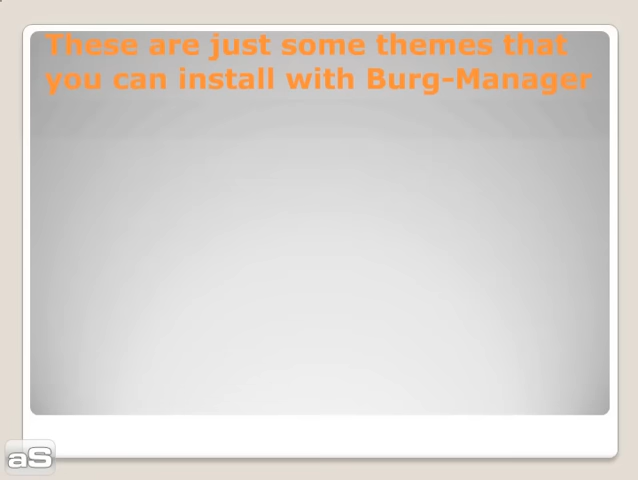 These are just some themes that
you can install with Burg-Manager
aS